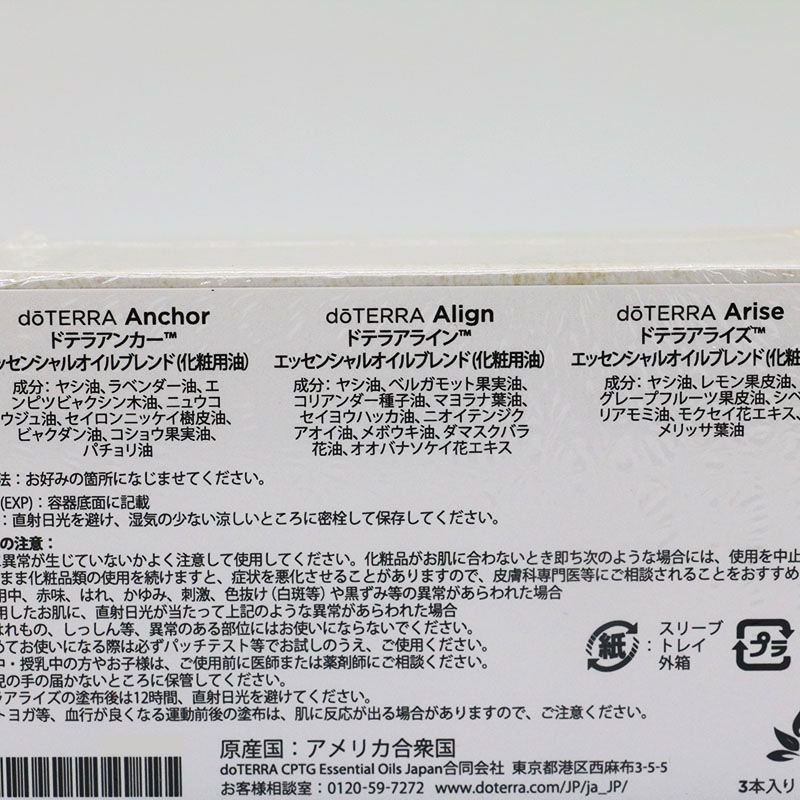 dōTERRA Anchor
ドテラアンカー™
ッセンシャルオイルブレンド(化粧用油)
成分：ヤシ油、ラベンダー油、エ
ンピツビャクシン木油、ニュウコ
ウジュ油、セイロンニッケイ樹皮油、
ビャクダン油、コショウ果実油、
パチョリ油
dōTERRA Align
ドテラアライン™
エッセンシャルオイルブレンド(化粧用油)
成分：ヤシ油、ベルガモット果実油、
コリアンダー種子油、マヨラナ葉油、
セイヨウハッカ油、ニオイテンジク
アオイ油、メボウキ油、ダマスクバラ
花油、オオバナソケイ花エキス
dōTERRA Arise
ドテラアライズ™
エッセンシャルオイルブレンド(化粧
成分：ヤシ油、レモン果皮油、
グレープフルーツ果皮油、シベ
リアモミ油、モクセイ花エキス、
メリッサ葉油
法：お好みの箇所になじませてください。
(EXP)：容器底面に記載
：直射日光を避け、湿気の少ない涼しいところに密栓して保存してください。
の注意：
異常が生じていないかよく注意して使用してください。化粧品がお肌に合わないとき即ち次のような場合には、使用を中止
まま化粧品類の使用を続けますと、症状を悪化させることがありますので、皮膚科専門医等にご相談されることをおすすめ
用中、赤味、はれ、かゆみ、刺激、色抜け(白斑等)や黒ずみ等の異常があらわれた場合
用したお肌に、直射日光が当たって上記のような異常があらわれた場合
はれもの、しっしん等、異常のある部位にはお使いにならないでください。
めてお使いになる際は必ずパッチテスト等でお試しのうえ、ご使用ください。
中・授乳中の方やお子様は、ご使用前に医師または薬剤師にご相談ください。
児の手の届かないところに保管してください。
ラアライズの塗布後は12時間、直射日光を避けてください。
トヨガ等、血行が良くなる運動前後の塗布は、肌に反応が出る場合がありますので、ご注意ください。
紙：スリーブ
トレイ
外箱
プラ
原産国：アメリカ合衆国
doTERRA CPTG Essential Oils Japan合同会社 東京都港区西麻布3-5-5
お客様相談室：0120-59-7272 www.doterra.com/JP/ja_JP/
3本入り